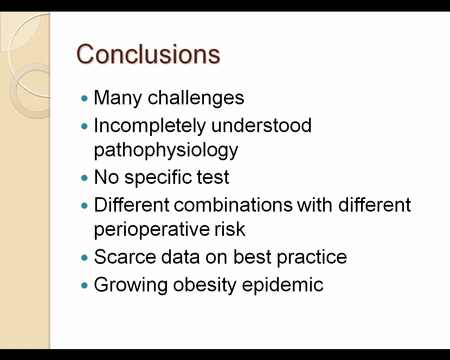 Conclusions
Many challenges
Incompletely understood
pathophysiology
No specific test
Different combinations with different
perioperative risk
Scarce data on best practice
Growing obesity epidemic